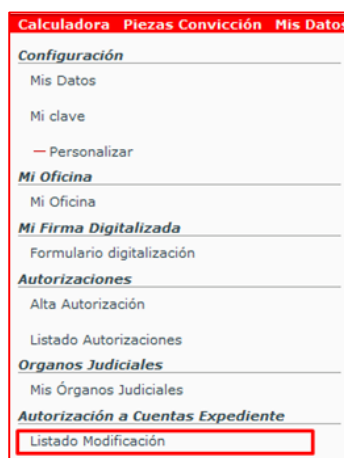 Calculadora Piezas Convicción Mis Datos
Configuración
Mis Datos
Mi clave
— Personalizar
Mi Oficina
Mi Oficina
Mi Firma Digitalizada
Formulario digitalización
Autorizaciones
Alta Autorización
Listado Autorizaciones
Organos Judiciales
Mis Órganos Judiciales
Autorización a Cuentas Expediente
Listado Modificación